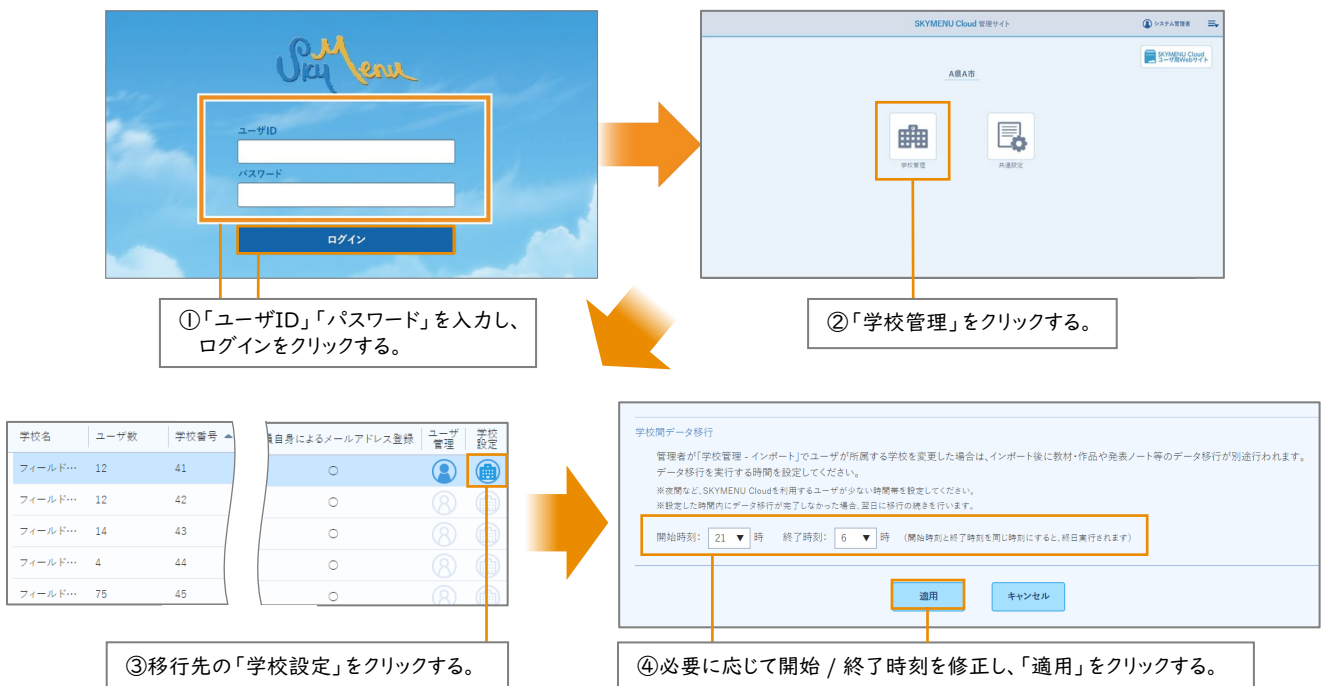 SkyMenu
ユーザID
パスワード
ログイン
①「ユーザID」「パスワード」を入力し、
ログインをクリックする。
SKYMENU Cloud 管理サイト
システム管理者
SKYMENU Cloud
ユーザ用Webサイト
A県A市
学校管理
共通設定
②「学校管理」をクリックする。
学校名 ユーザ数 学校番号 ▲
フィールド… 12 41
フィールド… 12 42
フィールド… 14 43
フィールド… 4 44
フィールド… 75 45
員自身によるメールアドレス登録 ユーザ管理 学校設定
○
○
○
○
○
③移行先の「学校設定」をクリックする。
学校間データ移行
管理者が「学校管理 - インポート」でユーザが所属する学校を変更した場合は、インポート後に教材・作品や発表ノート等のデータ移行が別途行われます。
データ移行を実行する時間を設定してください。
※夜間など、SKYMENU Cloudを利用するユーザが少ない時間帯を設定してください。
※設定した時間内にデータ移行が完了しなかった場合、翌日に移行の続きを行います。
開始時刻： 21 ▼ 時 終了時刻： 6 ▼ 時 (開始時刻と終了時刻を同じ時刻にすると、終日実行されます)
適用 キャンセル
④必要に応じて開始 / 終了時刻を修正し、「適用」をクリックする。